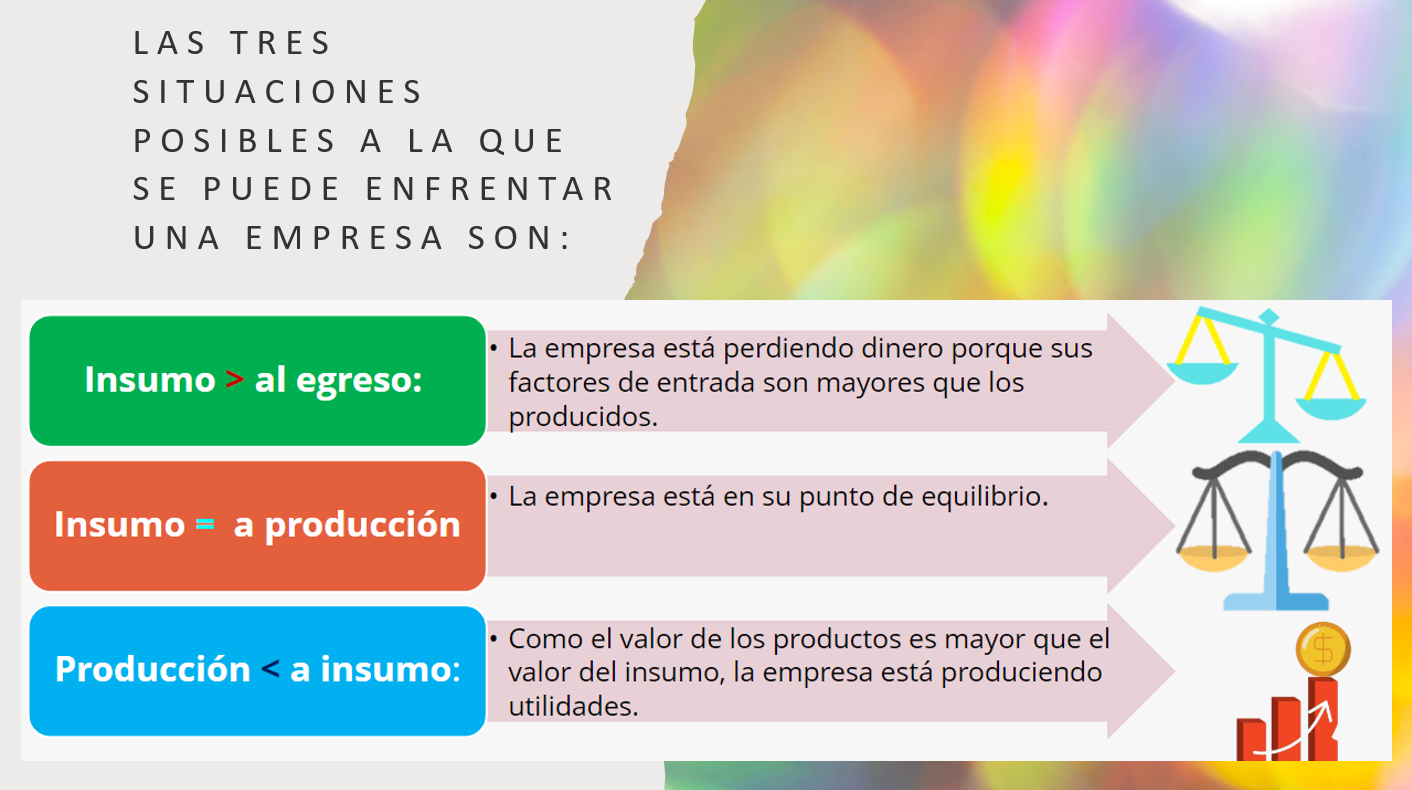 LAS TRES
SITUACIONES
POSIBLES A LA QUE
SE PUEDE ENFRENTAR
UNA EMPRESA SON:
Insumo > al egreso:
• La empresa está perdiendo dinero porque sus
factores de entrada son mayores que los
producidos.
Insumo = a producción
• La empresa está en su punto de equilibrio.
Producción < a insumo:
• Como el valor de los productos es mayor que el
valor del insumo, la empresa está produciendo
utilidades.
$